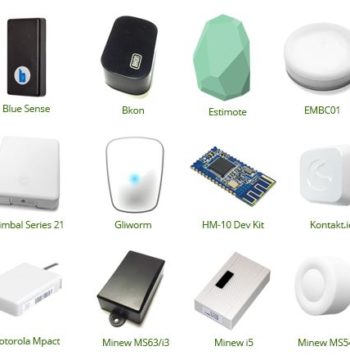 Blue Sense
Bkon
Estimote
EMBC01
imbal Series 21
Gliworm
HM-10 Dev Kit
Kontakt.io
otorola Mpact
Minew MS63/i3
Minew i5
Minew MS54